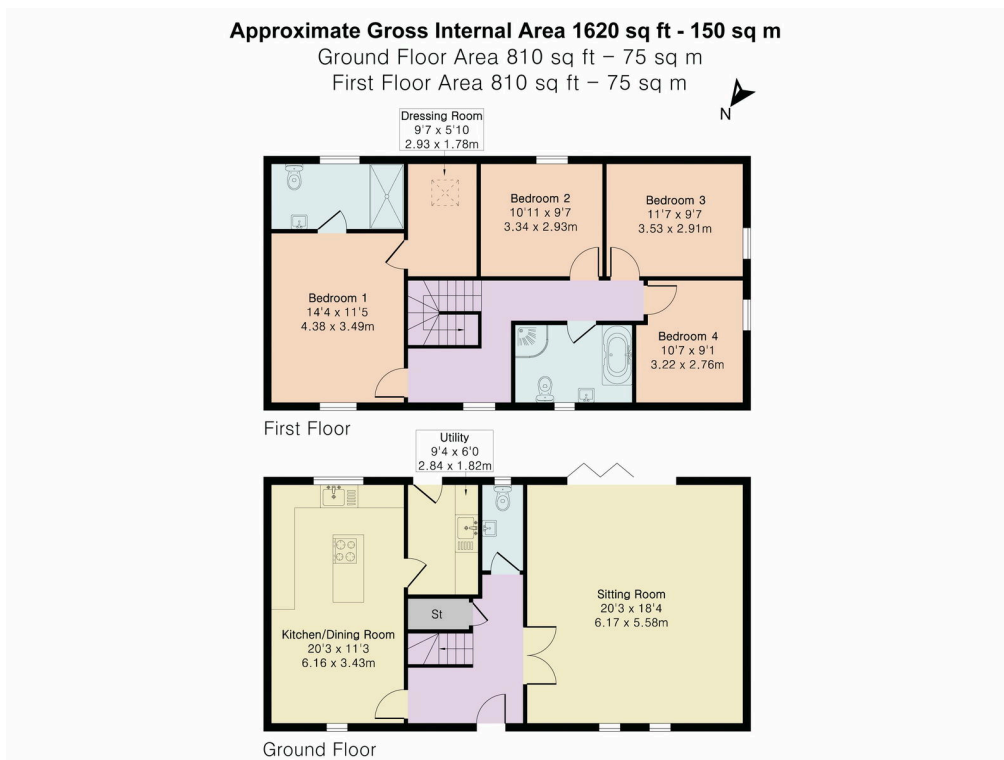 Approximate Gross Internal Area 1620 sq ft - 150 sq m
Ground Floor Area 810 sq ft – 75 sq m
First Floor Area 810 sq ft – 75 sq m
N
Dressing Room
9'7 x 5'10
2.93 x 1.78m
Bedroom 2
10'11 x 9'7
3.34 x 2.93m
Bedroom 3
11'7 x 9'7
3.53 x 2.91m
Bedroom 1
14'4 x 11'5
4.38 x 3.49m
Bedroom 4
10'7 x 9'1
3.22 x 2.76m
First Floor
Utility
9'4 x 6'0
2.84 x 1.82m
Sitting Room
20'3 x 18'4
6.17 x 5.58m
St
Kitchen/Dining Room
20'3 x 11'3
6.16 x 3.43m
Ground Floor